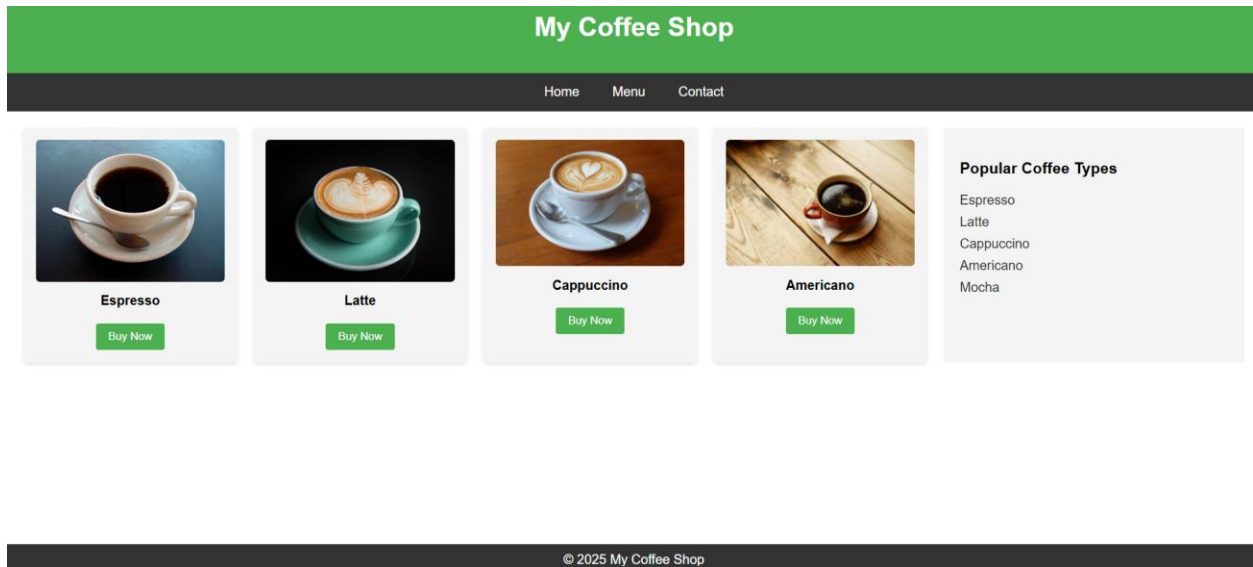 My Coffee Shop
Home Menu Contact
Espresso
Buy Now
Latte
Buy Now
Cappuccino
Buy Now
Americano
Buy Now
Popular Coffee Types
Espresso
Latte
Cappuccino
Americano
Mocha
© 2025 My Coffee Shop